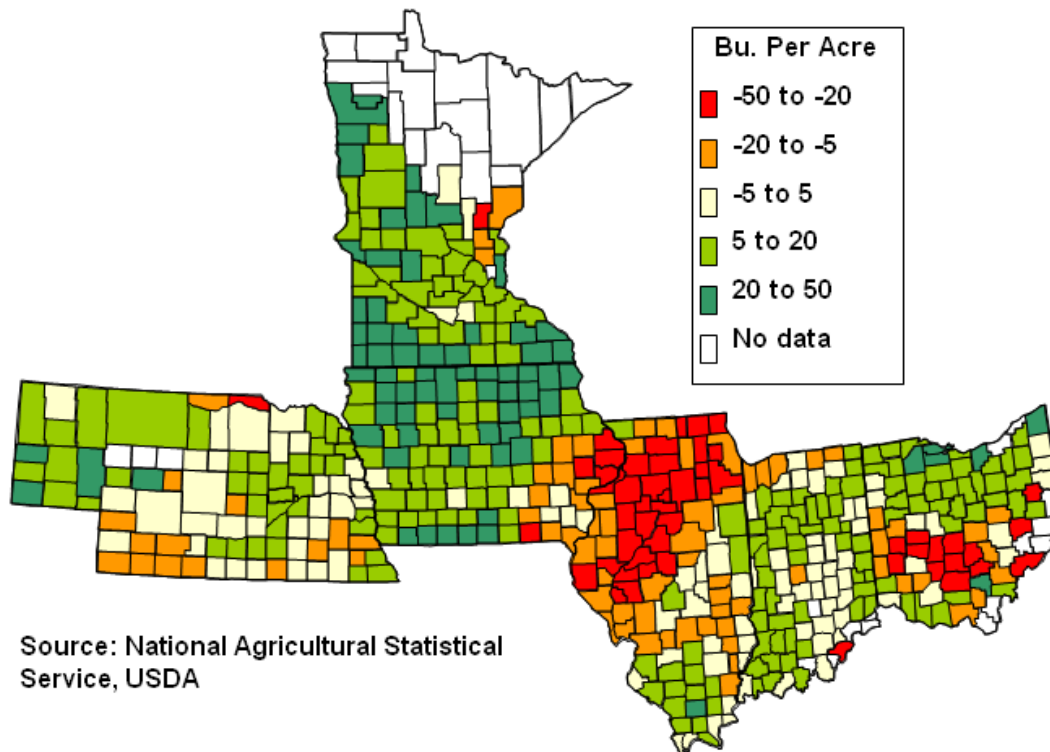 Bu. Per Acre
-50 to -20
-20 to -5
-5 to 5
5 to 20
20 to 50
No data
Source: National Agricultural Statistical
Service, USDA